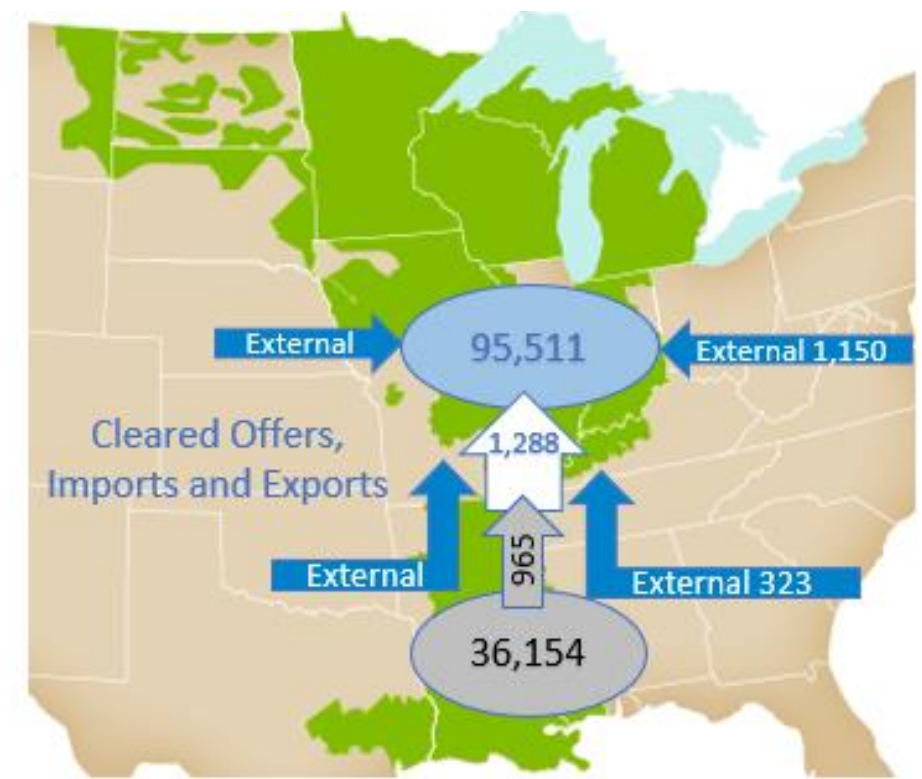 External
95,511
External 1,150
Cleared Offers,
Imports and Exports
1,288
965
External
External 323
36,154